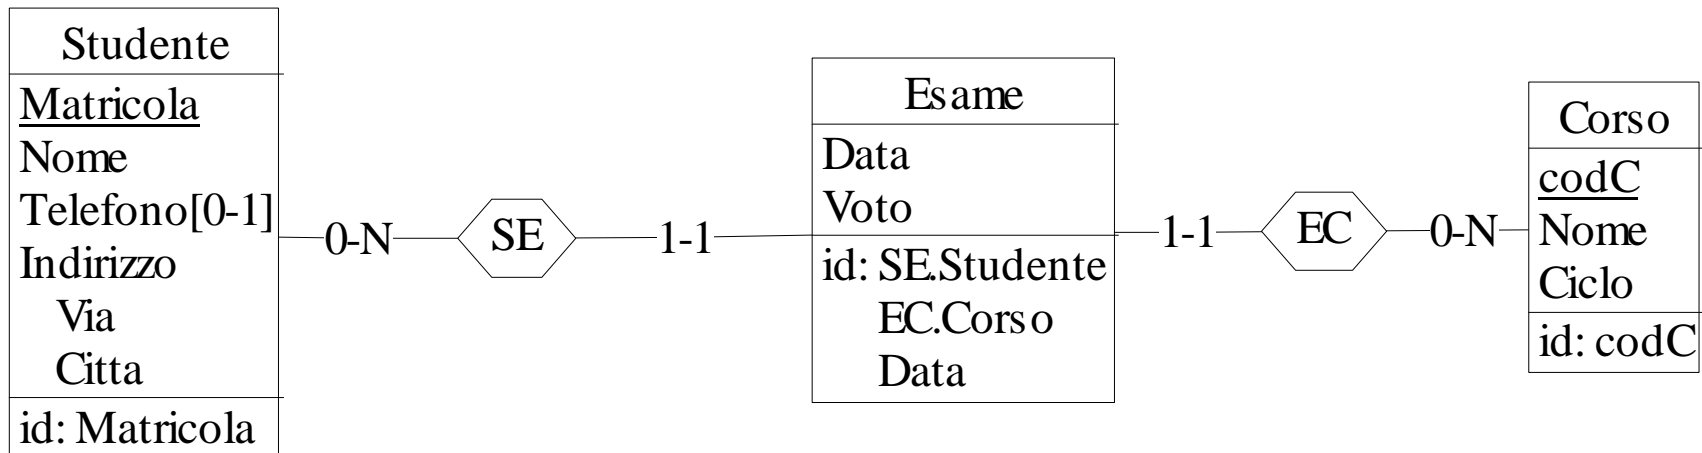 Studente
Matricola
Nome
Telefono[0-1]
Indirizzo
Via
Citta
id: Matricola
0-N
SE
1-1
Esame
Data
Voto
id: SE.Studente
EC.Corso
Data
1-1
EC
0-N
Corso
codC
Nome
Ciclo
id: codC